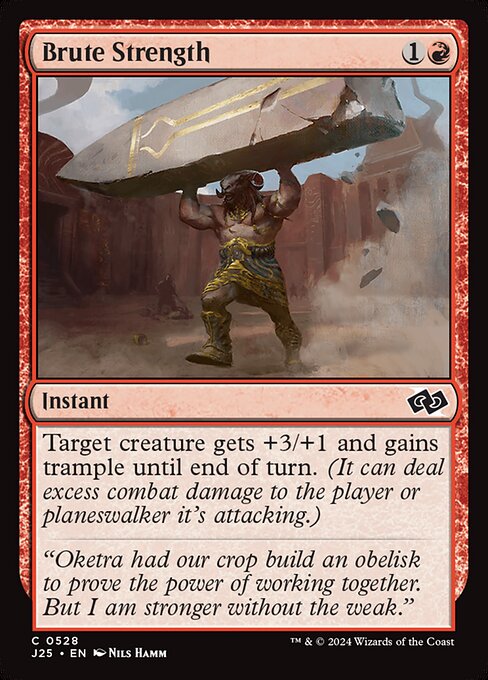 Brute Strength 1
Instant
Target creature gets +3/+1 and gains
trample until end of turn. (It can deal
excess combat damage to the player or
planeswalker it's attacking.)
“Oketra had our crop build an obelisk
to prove the power of working together.
But I am stronger without the weak.”
C 0528
J25 • EN Nils Hamm
™ & © 2024 Wizards of the Coast